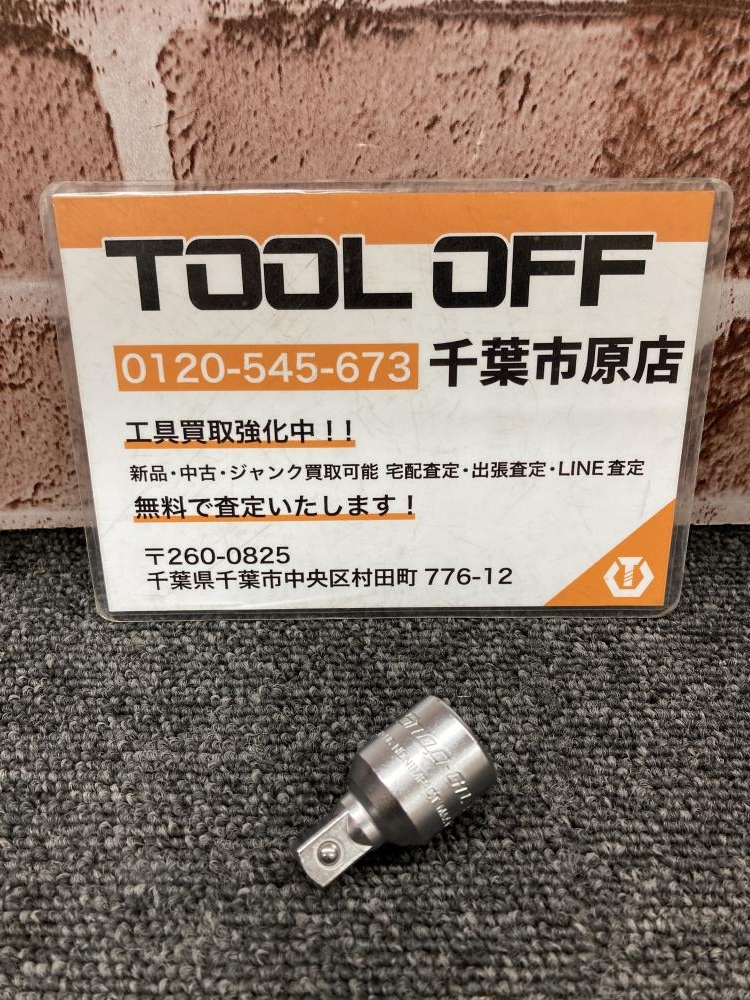 TOOL OFF
0120-545-673 千葉市原店
工具買取強化中！！
新品・中古・ジャンク買取可能 宅配査定・出張査定・LINE査定
無料で査定いたします！
〒260-0825
千葉県千葉市中央区村田町 776-12
Snap-on